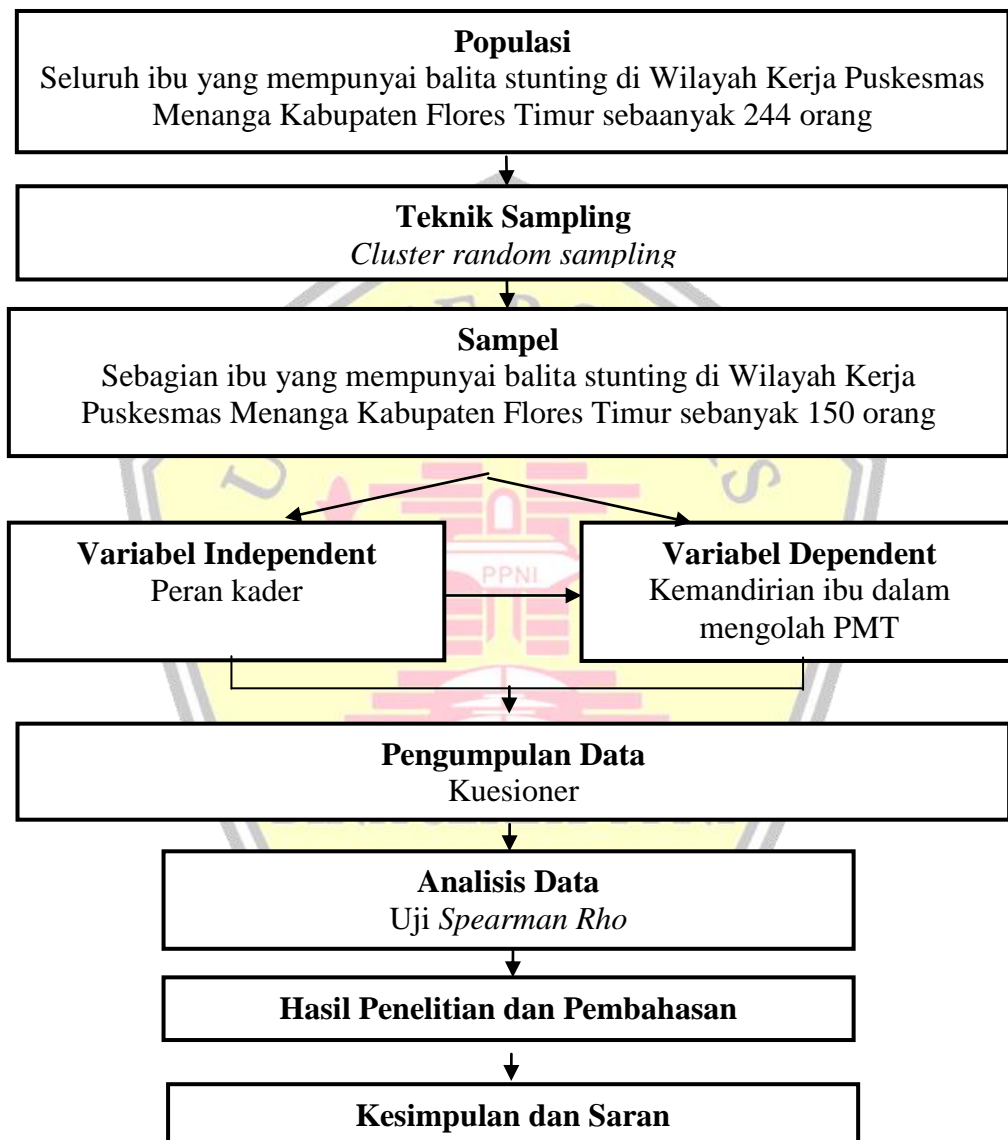 Populasi
Seluruh ibu yang mempunyai balita stunting di Wilayah Kerja Puskesmas
Menanga Kabupaten Flores Timur sebaanyak 244 orang
Teknik Sampling
Cluster random sampling
Sampel
Sebagian ibu yang mempunyai balita stunting di Wilayah Kerja
Puskesmas Menanga Kabupaten Flores Timur sebanyak 150 orang
Variabel Independent
Peran kader
PPNI
Variabel Dependent
Kemandirian ibu dalam
mengolah PMT
Pengumpulan Data
Kuesioner
Analisis Data
Uji Spearman Rho
Hasil Penelitian dan Pembahasan
Kesimpulan dan Saran